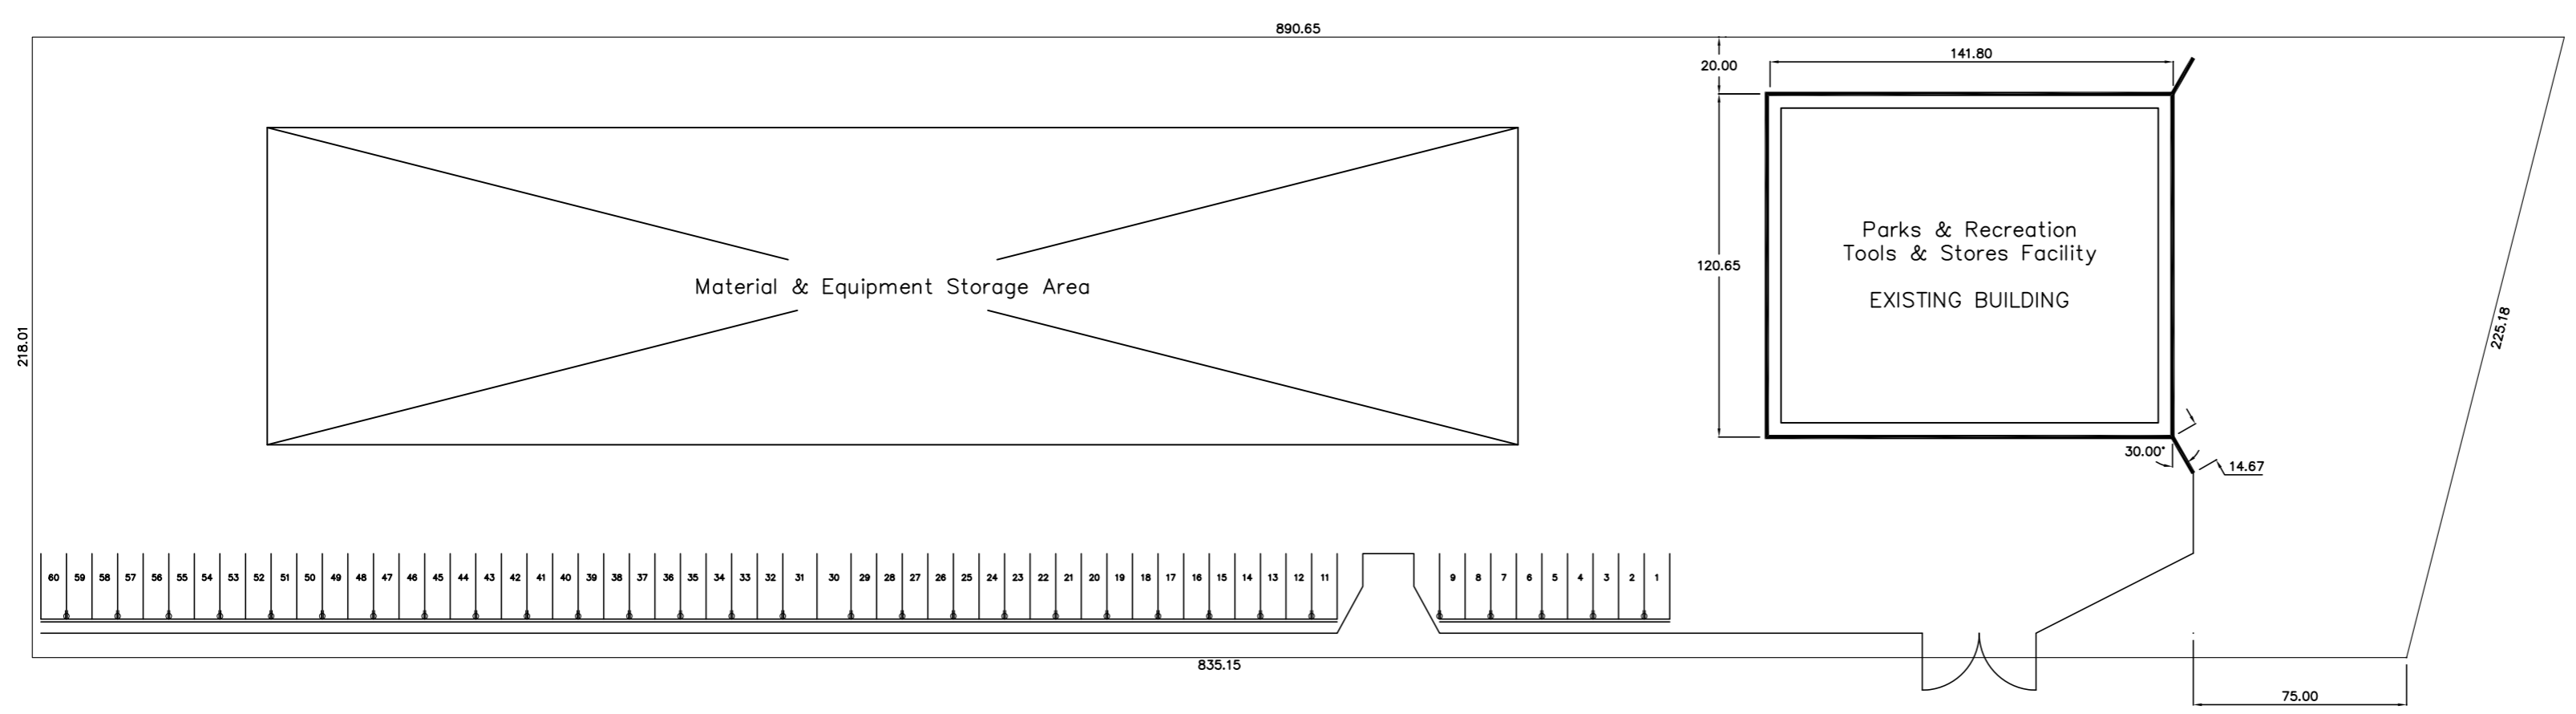 890.65
141.80
20.00
Parks & Recreation
Tools & Stores Facility
EXISTING BUILDING
120.65
Material & Equipment Storage Area
218.01
225.18
30.00°
14.67
60 59 58 57 56 55 54 53 52 51 50 49 48 47 46 45 44 43 42 41 40 39 38 37 36 35 34 33 32 31 30 29 28 27 26 25 24 23 22 21 20 19 18 17 16 15 14 13 12 11 9 8 7 6 5 4 3 2 1
835.15
75.00